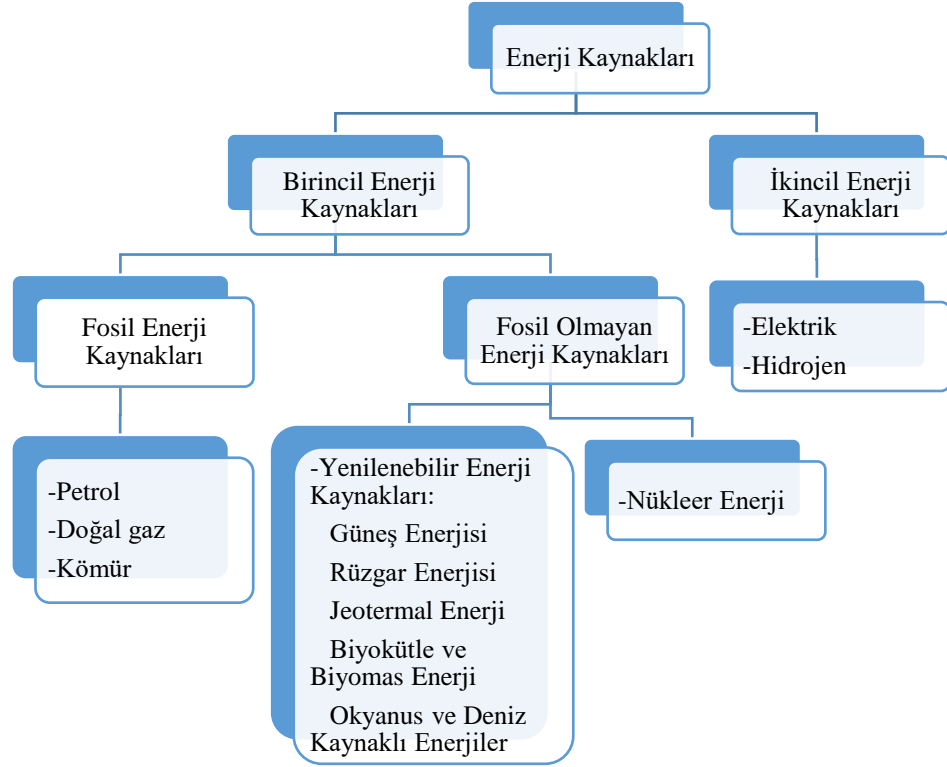 Enerji Kaynakları
Birincil Enerji
Kaynakları
İkincil Enerji
Kaynakları
Fosil Enerji
Kaynakları
Fosil Olmayan
Enerji Kaynakları
-Elektrik
-Hidrojen
-Petrol
-Doğal gaz
-Kömür
-Yenilenebilir Enerji
Kaynakları:
Güneş Enerjisi
Rüzgar Enerjisi
Jeotermal Enerji
Biyokütle ve
Biyomas Enerji
Okyanus ve Deniz
Kaynaklı Enerjiler
-Nükleer Enerji